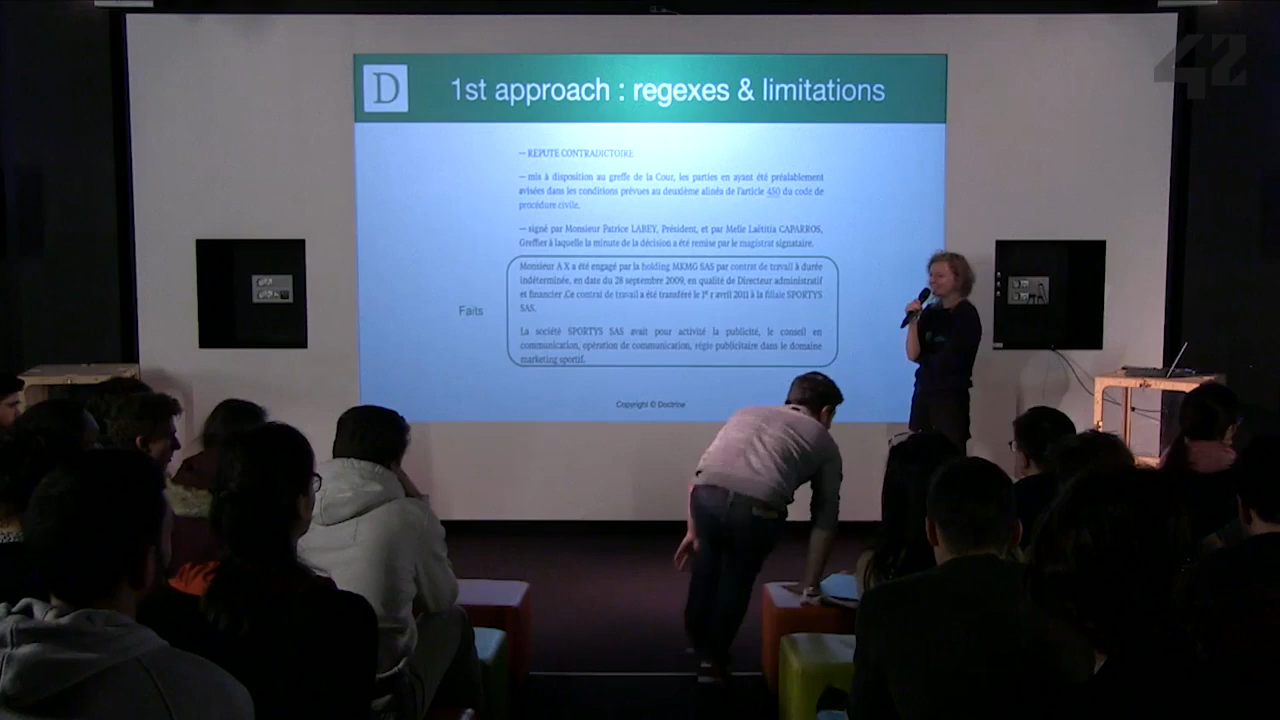 42
D
1st approach : regexes & limitations
— REPUTE CONTRADICTOIRE
— mis à disposition au greffe de la Cour, les parties en ayant été préalablement
avisées dans les conditions prévues au deuxième alinéa de l'article 450 du code de
procédure civile.
— signé par Monsieur Patrice LABEY, Président, et par Melle Laëtitia CAPARROS,
Greffier à laquelle la minute de la décision a été remise par le magistrat signataire.
Monsieur A X a été engagé par la holding MKMG SAS par contrat de travail à durée
indéterminée, en date du 28 septembre 2009, en qualité de Directeur administratif
et financier .Ce contrat de travail a été transféré le 1° r avril 2011 à la filiale SPORTYS
SAS.
Faits
La société SPORTYS SAS avait pour activité la publicité, le conseil en
communication, opération de communication, régie publicitaire dans le domaine
marketing sportif.
Copyright © Doctrine